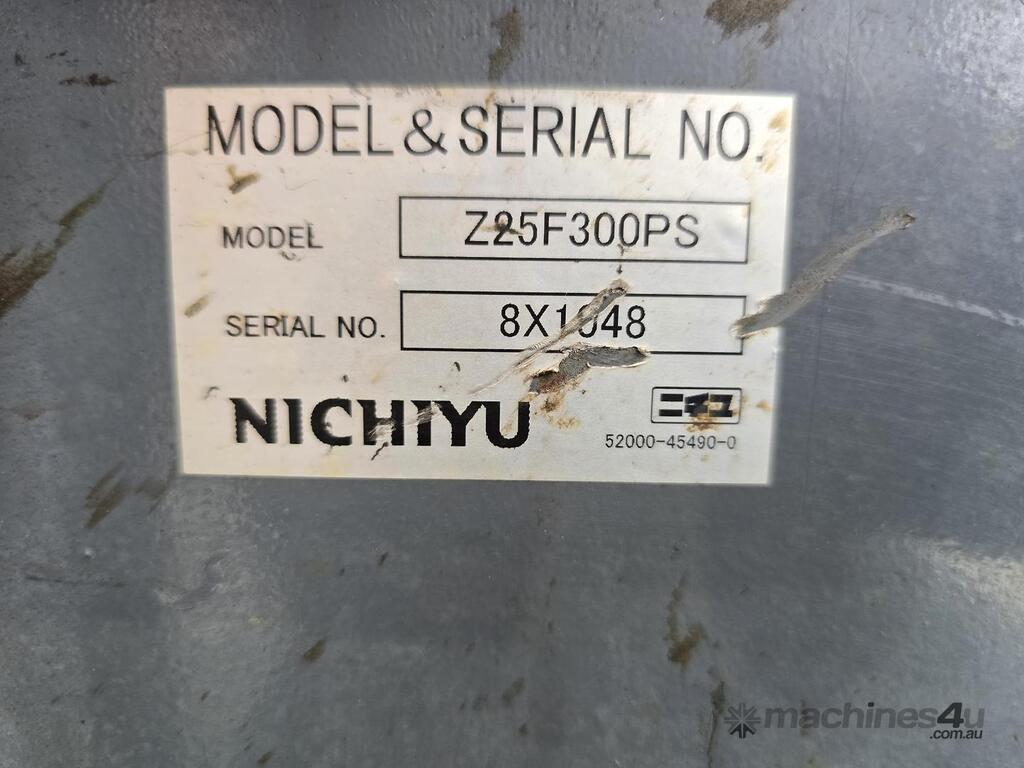 MODEL & SERIAL NO.
MODEL Z25F300PS
SERIAL NO. 8X1048
NICHIYU ニチユ
52000-45490-0
machines4u
.com.au